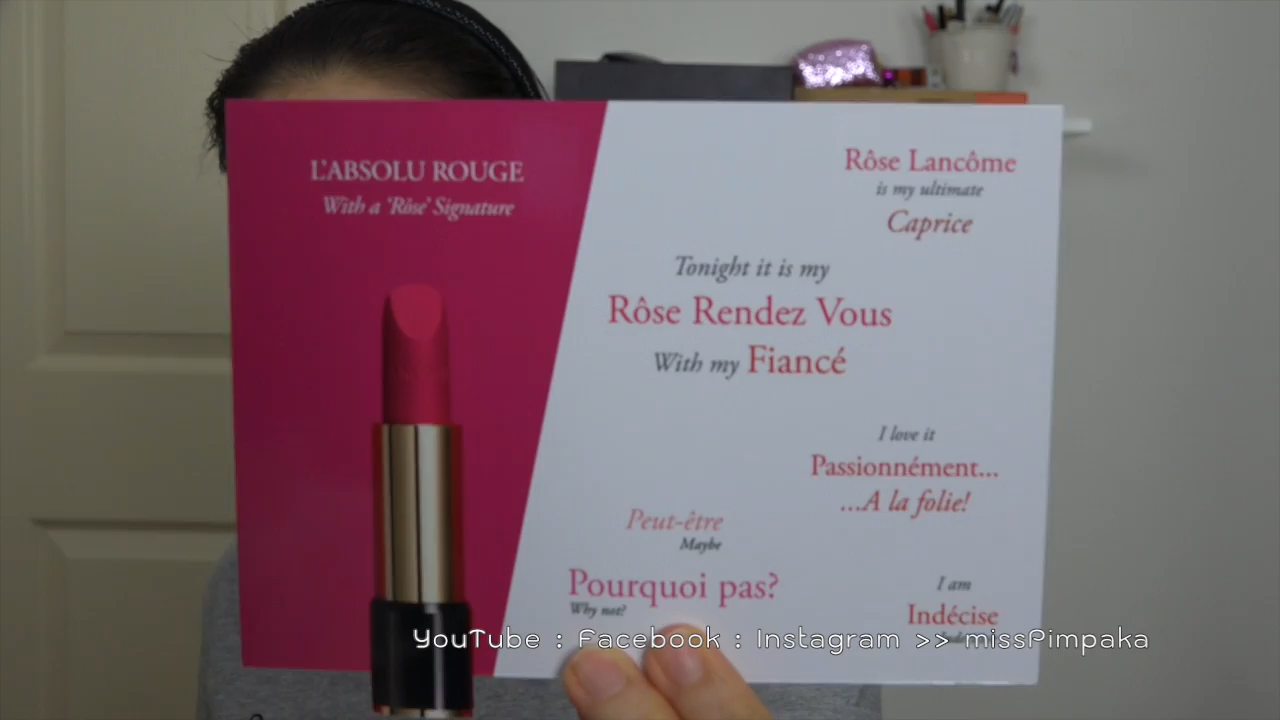 L'ABSOLU ROUGE
With a 'Rôse' Signature
Rôse Lancôme
is my ultimate
Caprice
Tonight it is my
Rôse Rendez Vous
With my Fiancé
I love it
Passionnément...
...A la folie!
Peut-être
Maybe
Pourquoi pas?
Why not?
I am
Indécise
YouTube : Facebook : Instagram >> missPimpaka